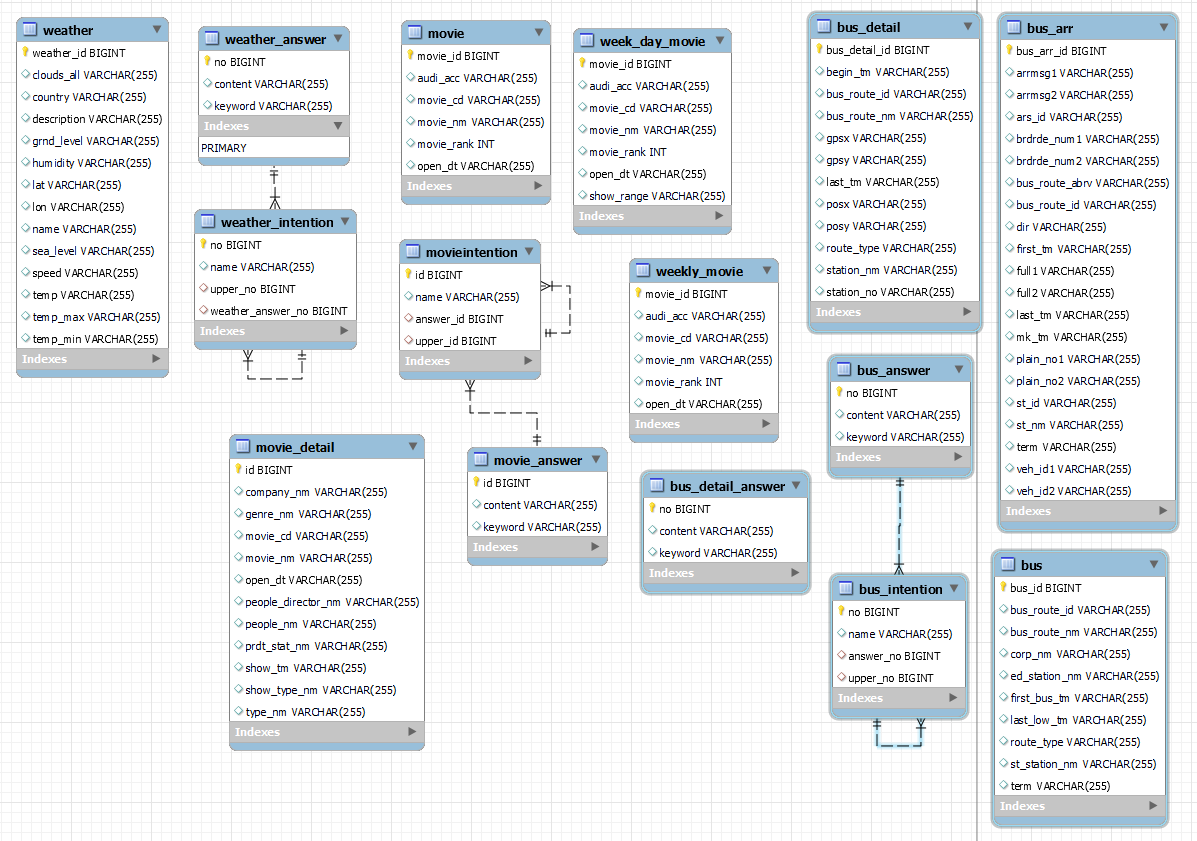 weather
weather_id BIGINT
clouds_all VARCHAR(255)
country VARCHAR(255)
description VARCHAR(255)
grnd_level VARCHAR(255)
humidity VARCHAR(255)
lat VARCHAR(255)
lon VARCHAR(255)
name VARCHAR(255)
sea_level VARCHAR(255)
speed VARCHAR(255)
temp VARCHAR(255)
temp_max VARCHAR(255)
temp_min VARCHAR(255)
Indexes
weather_answer
no BIGINT
content VARCHAR(255)
keyword VARCHAR(255)
Indexes
PRIMARY
weather_intention
no BIGINT
name VARCHAR(255)
upper_no BIGINT
weather_answer_no BIGINT
Indexes
movie
movie_id BIGINT
audi_acc VARCHAR(255)
movie_cd VARCHAR(255)
movie_nm VARCHAR(255)
movie_rank INT
open_dt VARCHAR(255)
Indexes
week_day_movie
movie_id BIGINT
audi_acc VARCHAR(255)
movie_cd VARCHAR(255)
movie_nm VARCHAR(255)
movie_rank INT
open_dt VARCHAR(255)
show_range VARCHAR(255)
Indexes
movieintention
id BIGINT
name VARCHAR(255)
answer_id BIGINT
upper_id BIGINT
Indexes
weekly_movie
movie_id BIGINT
audi_acc VARCHAR(255)
movie_cd VARCHAR(255)
movie_nm VARCHAR(255)
movie_rank INT
open_dt VARCHAR(255)
Indexes
movie_detail
id BIGINT
company_nm VARCHAR(255)
genre_nm VARCHAR(255)
movie_cd VARCHAR(255)
movie_nm VARCHAR(255)
open_dt VARCHAR(255)
people_director_nm VARCHAR(255)
people_nm VARCHAR(255)
prdt_stat_nm VARCHAR(255)
show_tm VARCHAR(255)
show_type_nm VARCHAR(255)
type_nm VARCHAR(255)
Indexes
movie_answer
id BIGINT
content VARCHAR(255)
keyword VARCHAR(255)
Indexes
bus_detail_answer
no BIGINT
content VARCHAR(255)
keyword VARCHAR(255)
Indexes
bus_detail
bus_detail_id BIGINT
begin_tm VARCHAR(255)
bus_route_id VARCHAR(255)
bus_route_nm VARCHAR(255)
gpsx VARCHAR(255)
gpsy VARCHAR(255)
last_tm VARCHAR(255)
posx VARCHAR(255)
posy VARCHAR(255)
route_type VARCHAR(255)
station_nm VARCHAR(255)
station_no VARCHAR(255)
Indexes
bus_answer
no BIGINT
content VARCHAR(255)
keyword VARCHAR(255)
Indexes
bus_intention
no BIGINT
name VARCHAR(255)
answer_no BIGINT
upper_no BIGINT
Indexes
bus_arr
bus_arr_id BIGINT
arrmsg1 VARCHAR(255)
arrmsg2 VARCHAR(255)
ars_id VARCHAR(255)
brdrde_num1 VARCHAR(255)
brdrde_num2 VARCHAR(255)
bus_route_abrv VARCHAR(255)
bus_route_id VARCHAR(255)
dir VARCHAR(255)
first_tm VARCHAR(255)
full1 VARCHAR(255)
full2 VARCHAR(255)
last_tm VARCHAR(255)
mk_tm VARCHAR(255)
plain_no1 VARCHAR(255)
plain_no2 VARCHAR(255)
st_id VARCHAR(255)
st_nm VARCHAR(255)
term VARCHAR(255)
veh_id1 VARCHAR(255)
veh_id2 VARCHAR(255)
Indexes
bus
bus_id BIGINT
bus_route_id VARCHAR(255)
bus_route_nm VARCHAR(255)
corp_nm VARCHAR(255)
ed_station_nm VARCHAR(255)
first_bus_tm VARCHAR(255)
last_low_tm VARCHAR(255)
route_type VARCHAR(255)
st_station_nm VARCHAR(255)
term VARCHAR(255)
Indexes